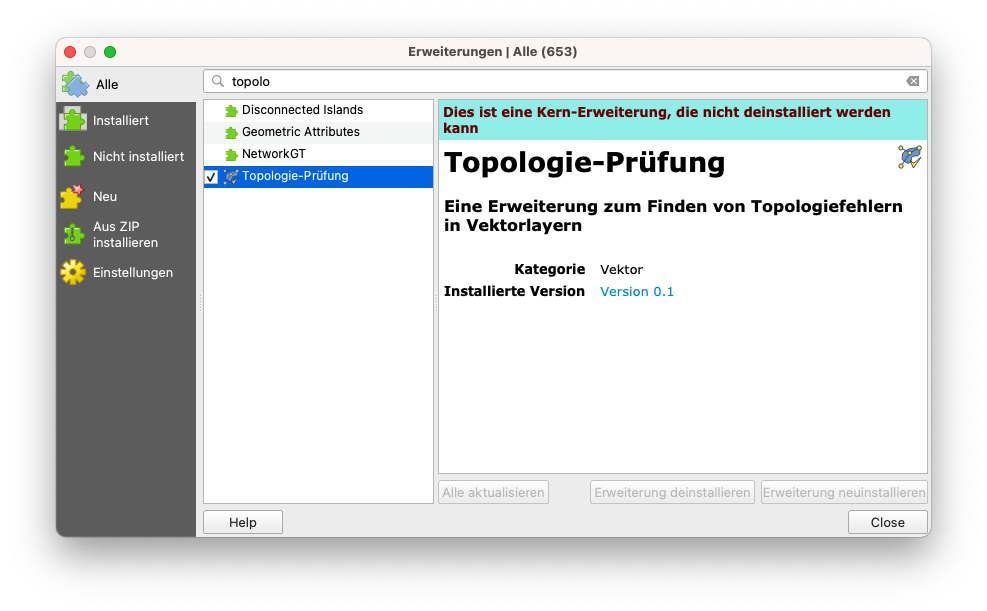 Erweiterungen | Alle (653)
Alle
Installiert
Nicht installiert
Neu
Aus ZIP
installieren
Einstellungen
topolo
Disconnected Islands
Geometric Attributes
NetworkGT
Topologie-Prüfung
Dies ist eine Kern-Erweiterung, die nicht deinstalliert werden
kann
Topologie-Prüfung
Eine Erweiterung zum Finden von Topologiefehlern
in Vektorlayern
Kategorie Vektor
Installierte Version Version 0.1
Alle aktualisieren Erweiterung deinstallieren Erweiterung neuinstallieren
Help Close